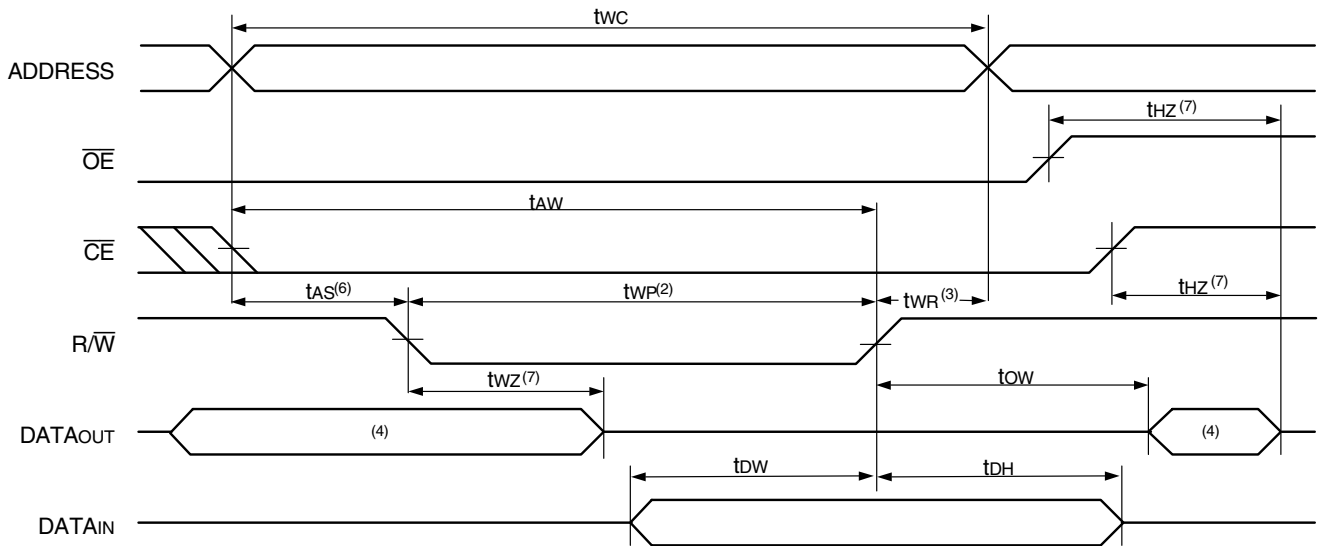 tWC
ADDRESS
tHZ(7)
OE
tAW
CE
tAS(6) tWP(2) tWR(3) tHZ(7)
R/W
tWZ(7) tOW
DATAOUT (4) (4)
tDW tDH
DATAIN